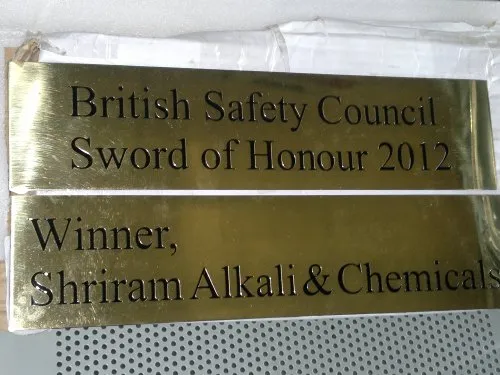 British Safety Council
Sword of Honour 2012
Winner,
Shriram Alkali & Chemicals